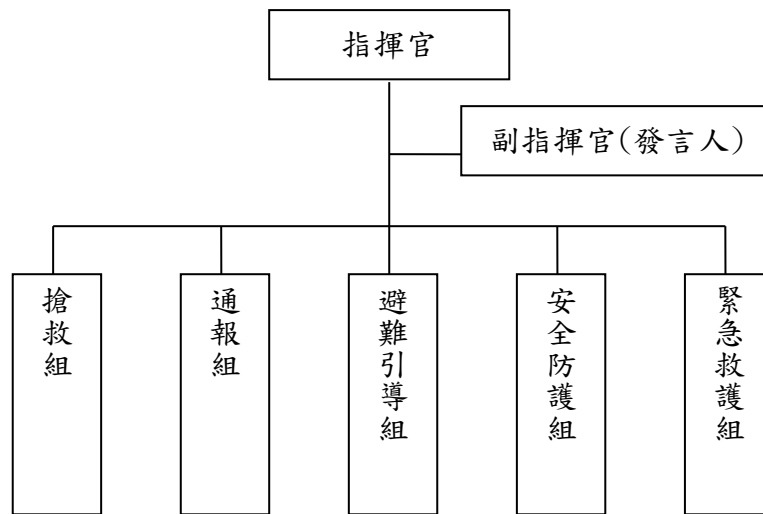 指揮官
副指揮官(發言人)
搶救組
通報組
避難引導組
安全防護組
緊急救護組